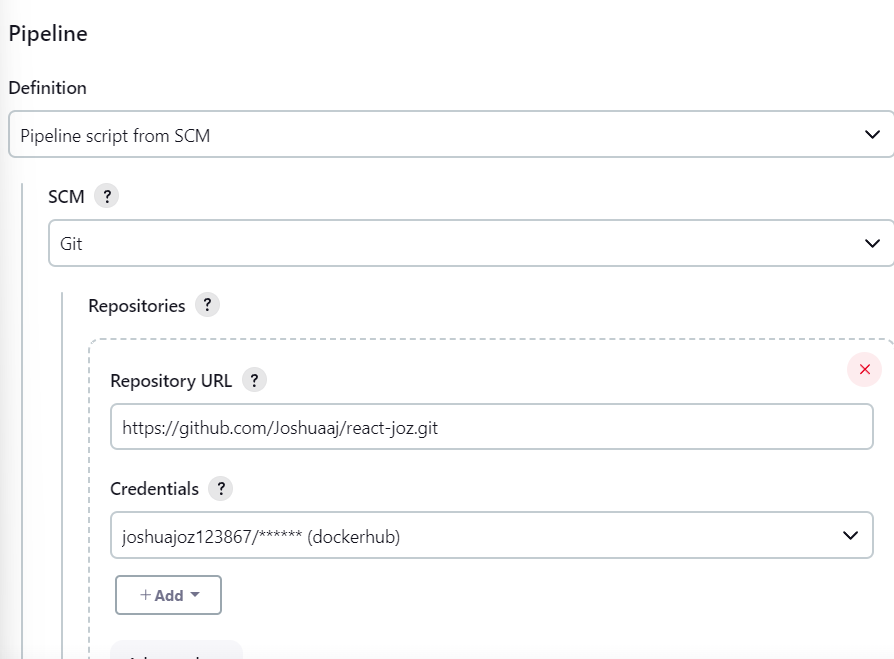 Pipeline
Definition
Pipeline script from SCM
SCM ?
Git
Repositories ?
Repository URL ?
https://github.com/Joshuaaj/react-joz.git
Credentials ?
joshuajoz123867/****** (dockerhub)
+ Add